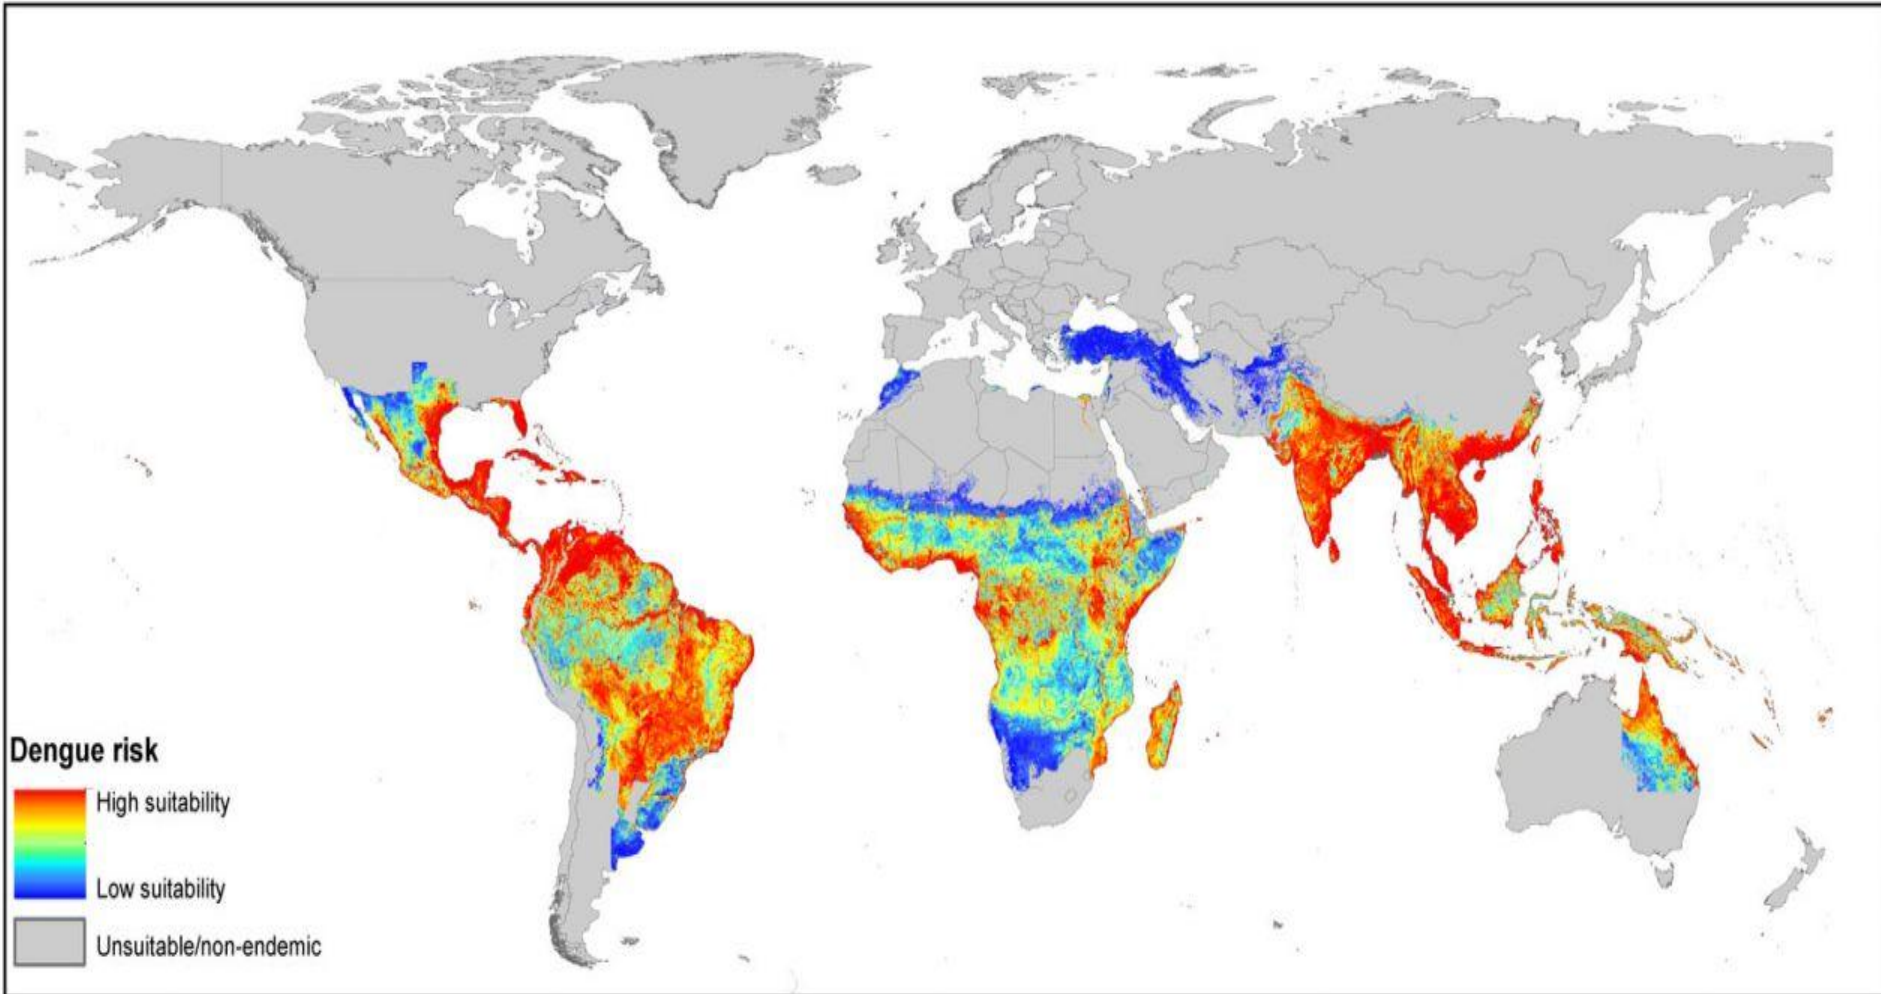 Dengue risk
High suitability
Low suitability
Unsuitable/non-endemic